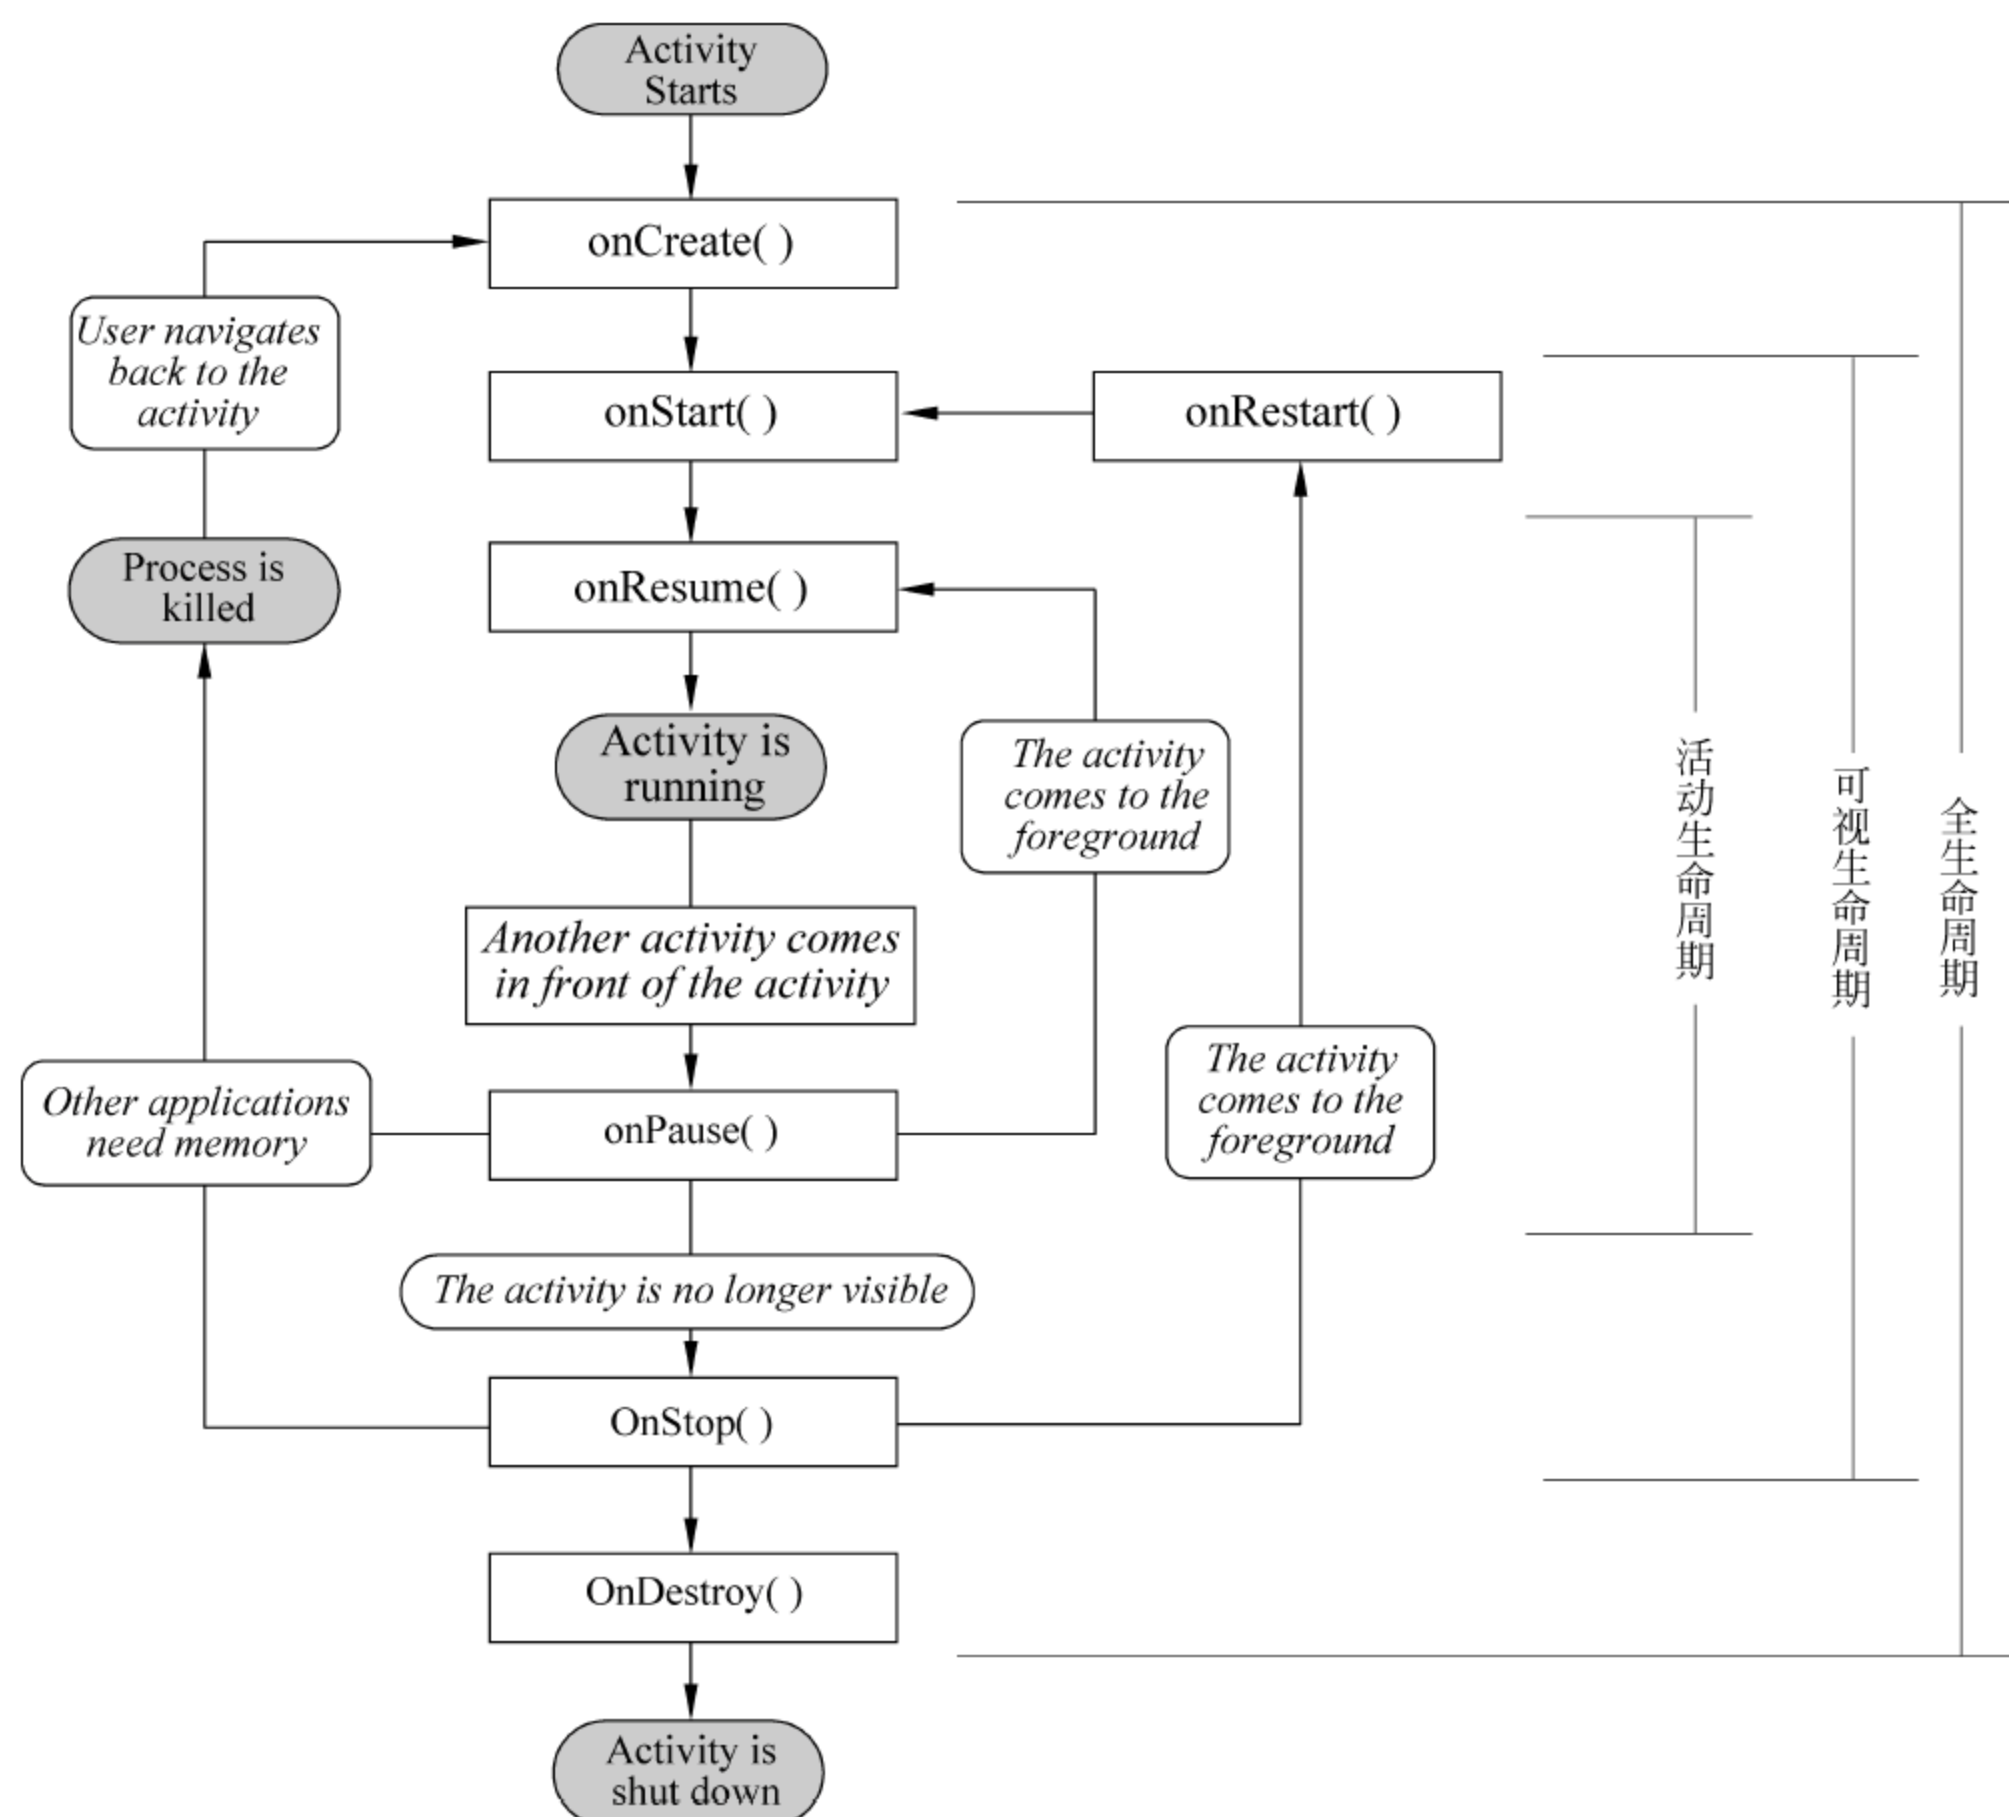 Activity
Starts
onCreate( )
User navigates
back to the
activity
onStart( )
onRestart( )
Process is
killed
onResume( )
Activity is
running
The activity
comes to the
foreground
Another activity comes
in front of the activity
Other applications
need memory
onPause( )
The activity
comes to the
foreground
The activity is no longer visible
OnStop( )
OnDestroy( )
Activity is
shut down
活动生命周期
可视生命周期
全生命周期